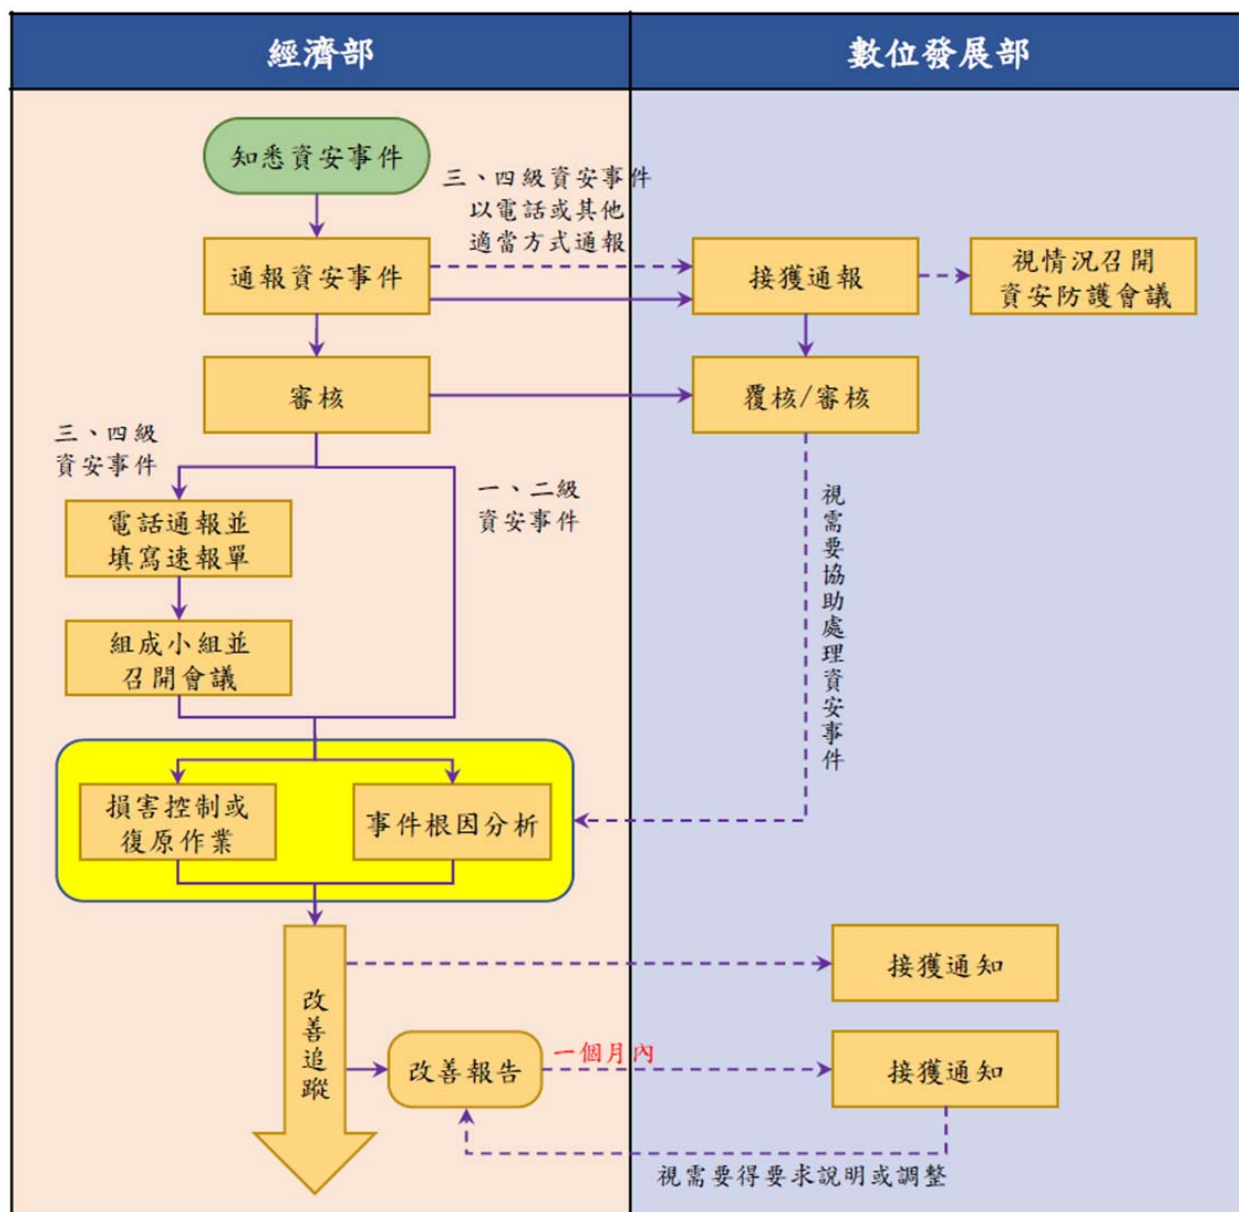 經濟部
數位發展部
知悉資安事件
三、四級資安事件
以電話或其他
適當方式通報
通報資安事件
接獲通報
視情況召開
資安防護會議
審核
覆核/審核
三、四級
資安事件
一、二級
資安事件
電話通報並
填寫速報單
視需要協助處理資安事件
組成小組並
召開會議
損害控制或
復原作業
事件根因分析
改善追蹤
接獲通知
改善報告
一個月內
接獲通知
視需要得要求說明或調整